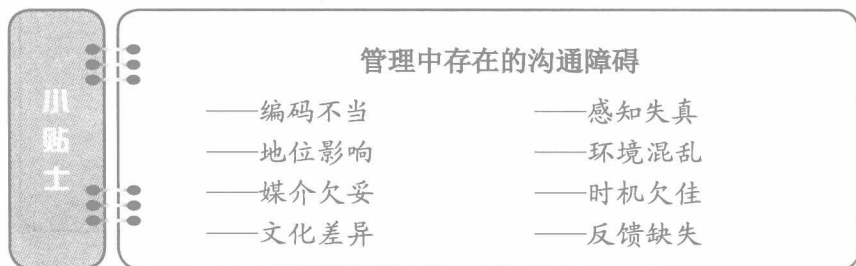 小贴士
管理中存在的沟通障碍
——编码不当
——感知失真
——地位影响
——环境混乱
——媒介欠妥
——时机欠佳
——文化差异
——反馈缺失